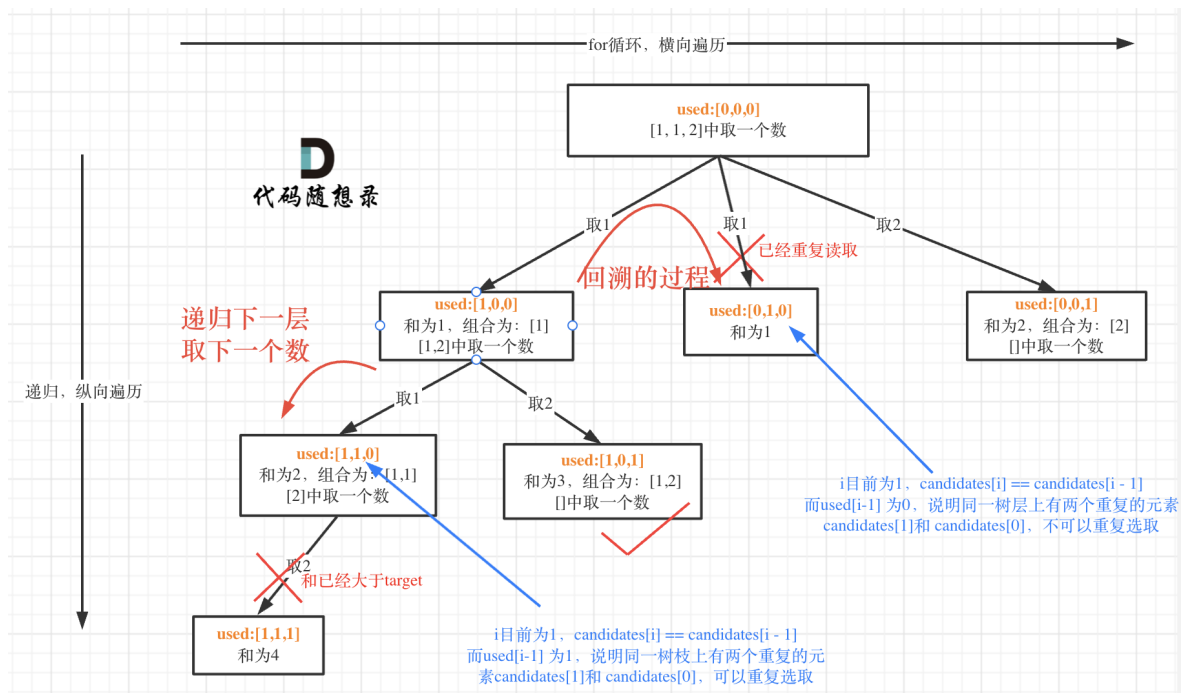 for循环，横向遍历
used:[0,0,0]
[1, 1, 2]中取一个数
代码随想录
取1
取1
取2
已经重复读取
回溯的过程
used:[1,0,0]
和为1，组合为：[1]
[1,2]中取一个数
used:[0,1,0]
和为1
used:[0,0,1]
和为2，组合为：[2]
[]中取一个数
递归下一层
取下一个数
递归，纵向遍历
取1
取2
used:[1,1,0]
和为2，组合为：[1,1]
[2]中取一个数
used:[1,0,1]
和为3，组合为：[1,2]
[]中取一个数
i目前为1，candidates[i] == candidates[i - 1]
而used[i-1] 为0，说明同一树层上有两个重复的元素
candidates[1]和 candidates[0]，不可以重复选取
取2
和已经大于target
used:[1,1,1]
和为4
i目前为1，candidates[i] == candidates[i - 1]
而used[i-1] 为1，说明同一树枝上有两个重复的元
素candidates[1]和 candidates[0]，可以重复选取